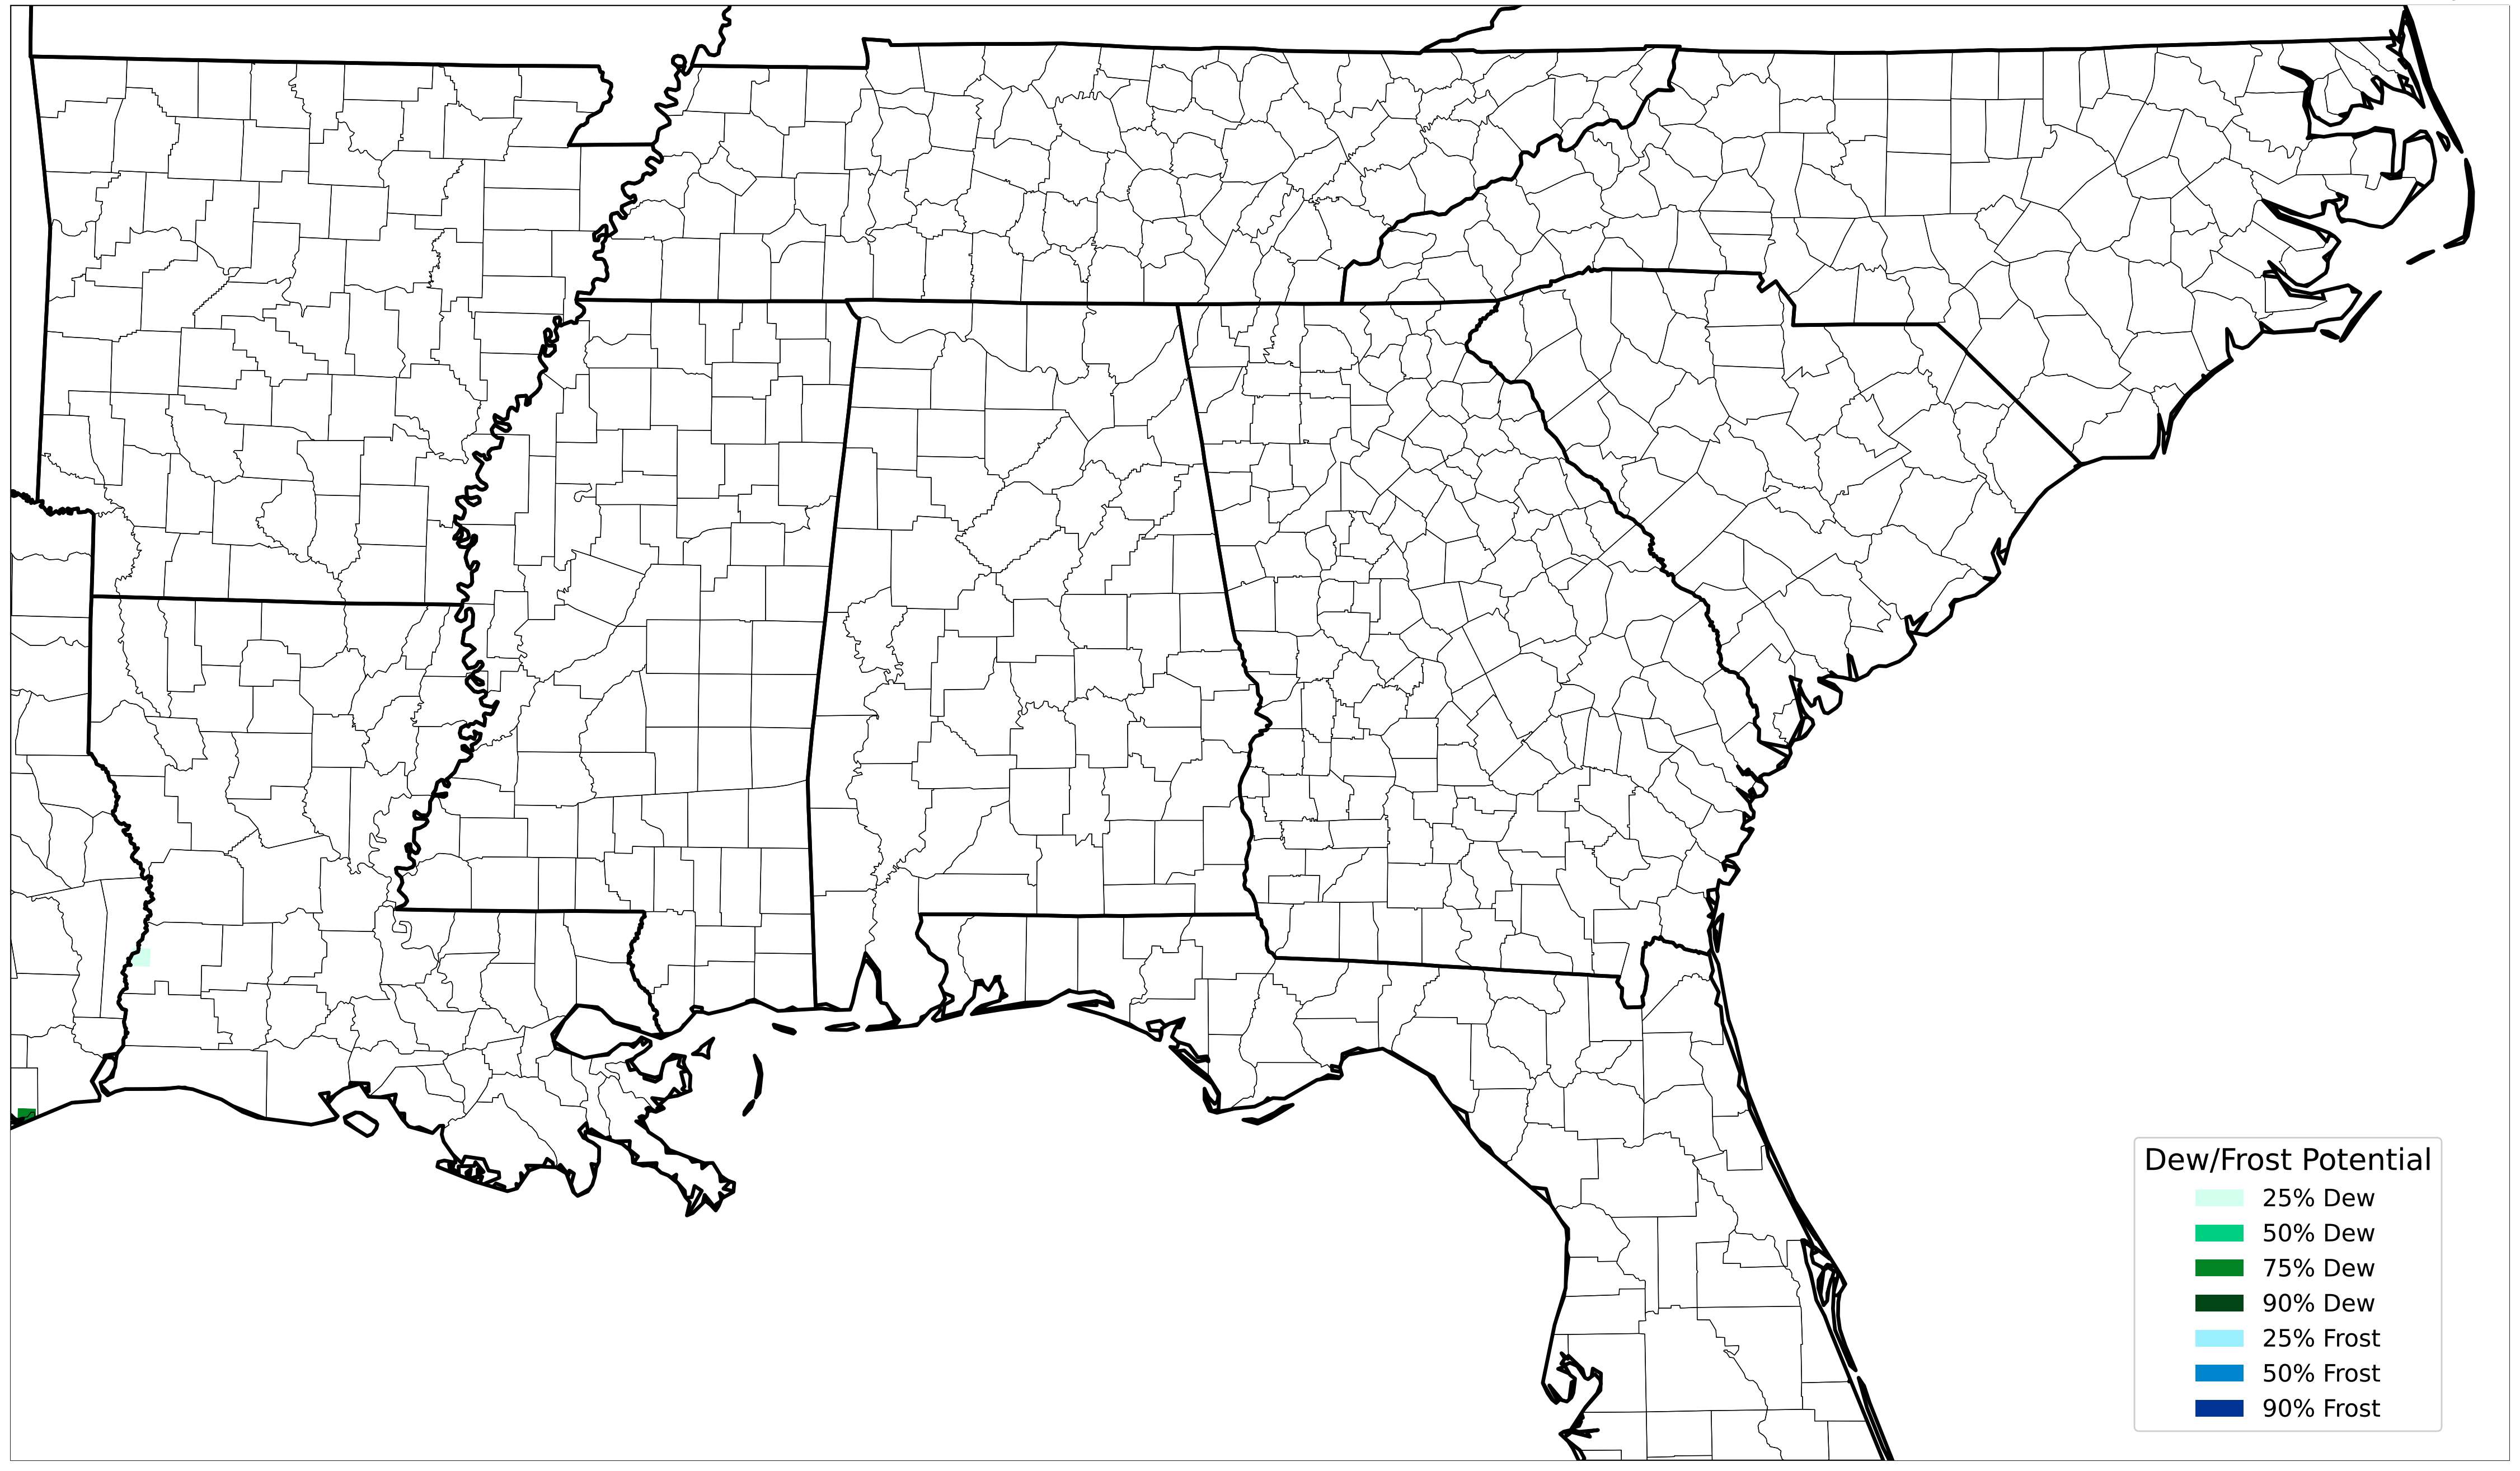 Dew/Frost Potential
25% Dew
50% Dew
75% Dew
90% Dew
25% Frost
50% Frost
90% Frost